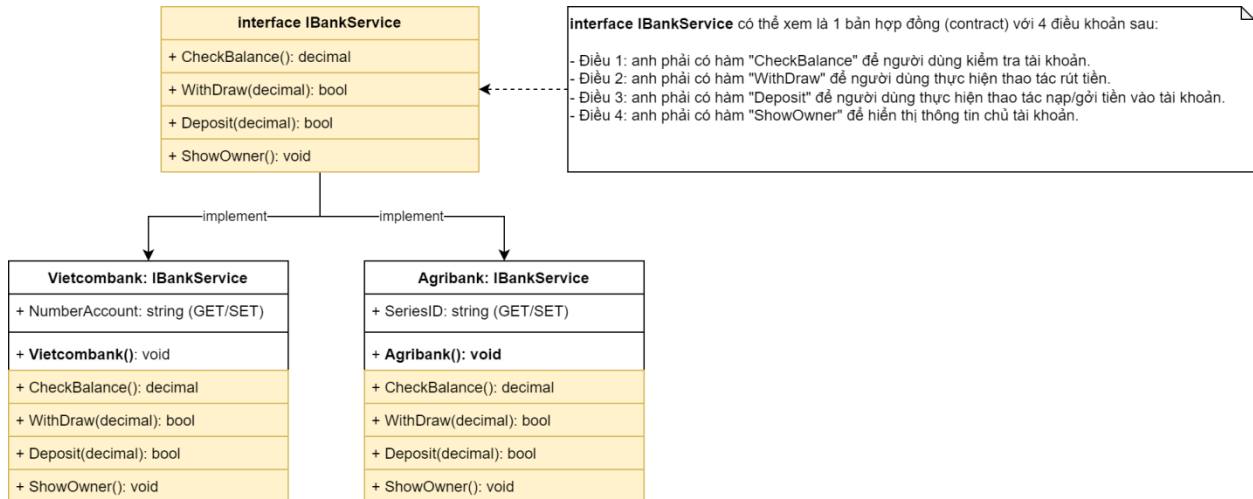 interface IBankService
+ CheckBalance(): decimal
+ WithDraw(decimal): bool
+ Deposit(decimal): bool
+ ShowOwner(): void
interface IBankService có thể xem là 1 bản hợp đồng (contract) với 4 điều khoản sau:
- Điều 1: anh phải có hàm "CheckBalance" để người dùng kiểm tra tài khoản.
- Điều 2: anh phải có hàm "WithDraw" để người dùng thực hiện thao tác rút tiền.
- Điều 3: anh phải có hàm "Deposit" để người dùng thực hiện thao tác nạp/gởi tiền vào tài khoản.
- Điều 4: anh phải có hàm "ShowOwner" để hiển thị thông tin chủ tài khoản.
implement
implement
Vietcombank: IBankService
+ NumberAccount: string (GET/SET)
+ Vietcombank(): void
+ CheckBalance(): decimal
+ WithDraw(decimal): bool
+ Deposit(decimal): bool
+ ShowOwner(): void
Agribank: IBankService
+ SeriesID: string (GET/SET)
+ Agribank(): void
+ CheckBalance(): decimal
+ WithDraw(decimal): bool
+ Deposit(decimal): bool
+ ShowOwner(): void